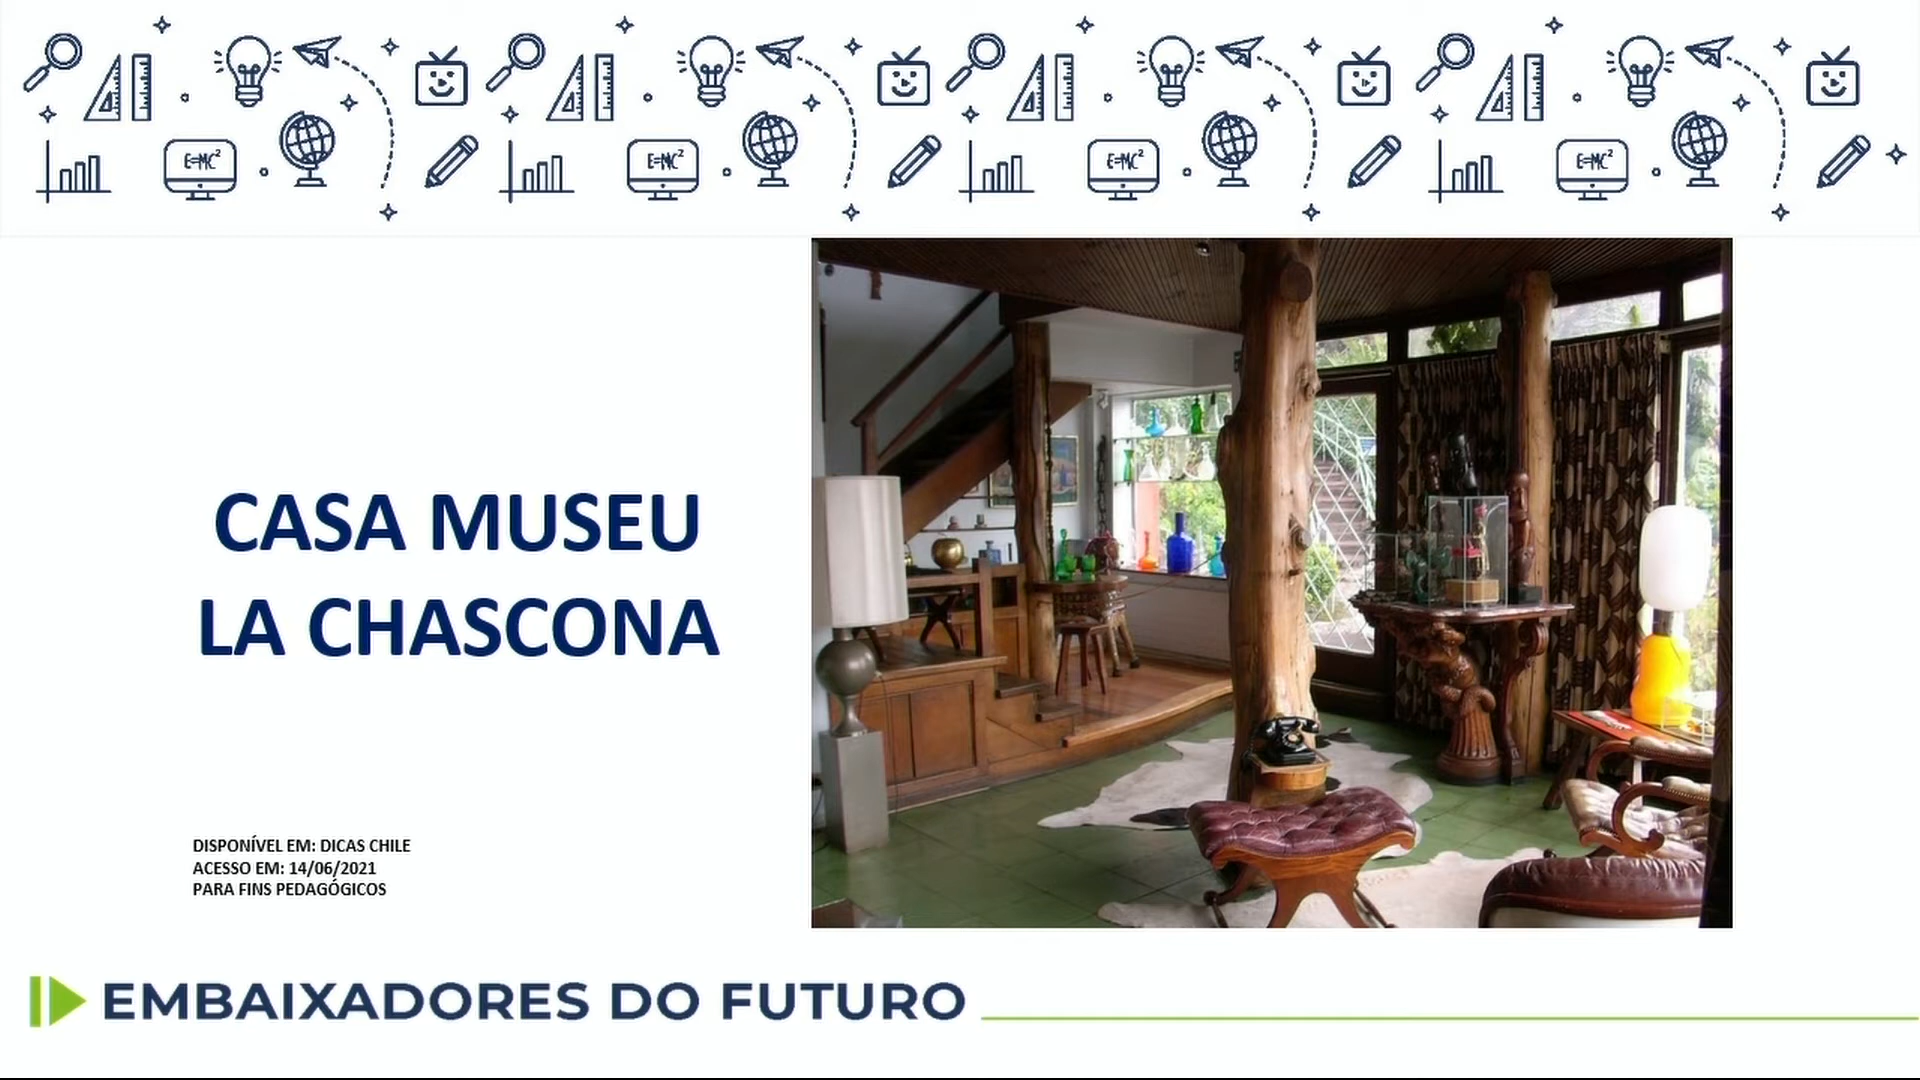 E=MC²
E=MC²
E=MC²
E=MC²
CASA MUSEU
LA CHASCONA
DISPONÍVEL EM: DICAS CHILE
ACESSO EM: 14/06/2021
PARA FINS PEDAGÓGICOS
EMBAIXADORES DO FUTURO